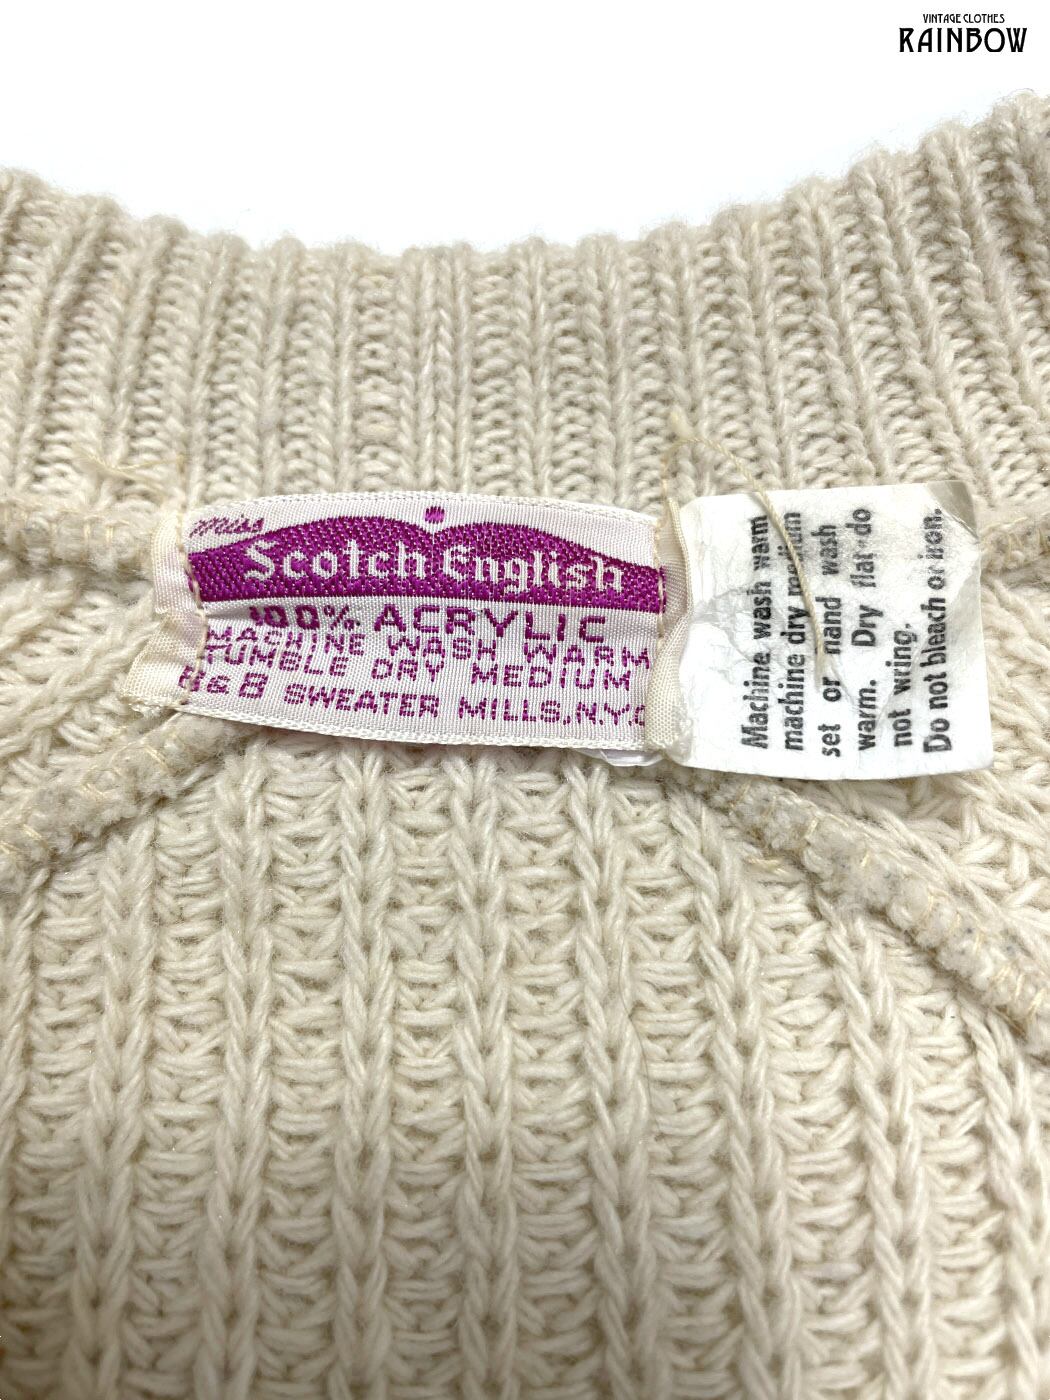 VINTAGE CLOTHES
RAINBOW
miss
Scotch English
100% ACRYLIC
MACHINE WASH WARM
TUMBLE DRY MEDIUM
B & B SWEATER MILLS, N.Y.C
Machine wash warm
machine dry medium
set or hand wash
warm. Dry flat do
not wring.
Do not bleach or iron.